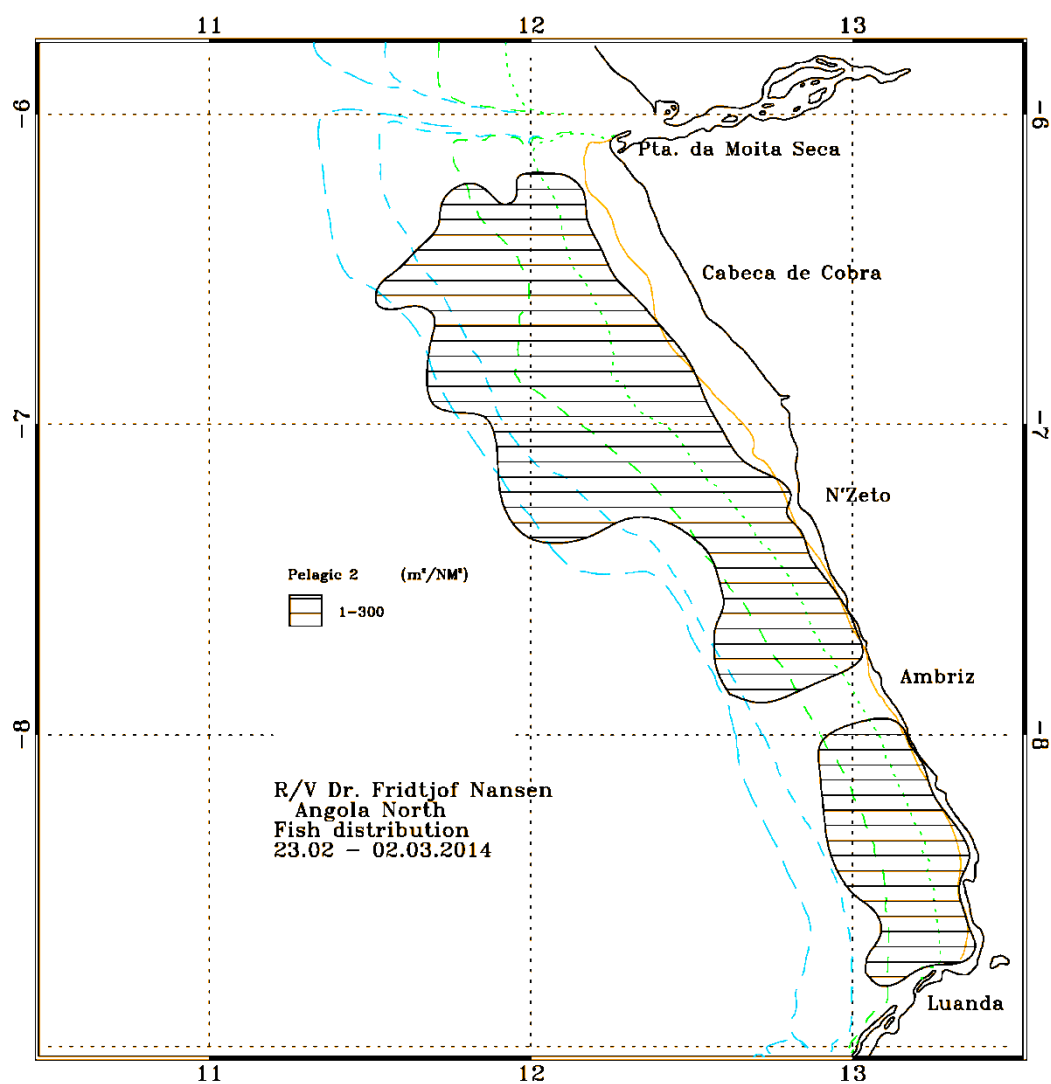 11 12 13
-6 -6
Pta. da Moita Seca
Cabeca de Cobra
-7 -7
N'Zeto
Pelagic 2 (m²/NM²)
1-300
Ambriz
-8 -8
R/V Dr. Fridtjof Nansen
Angola North
Fish distribution
23.02 - 02.03.2014
Luanda
11 12 13